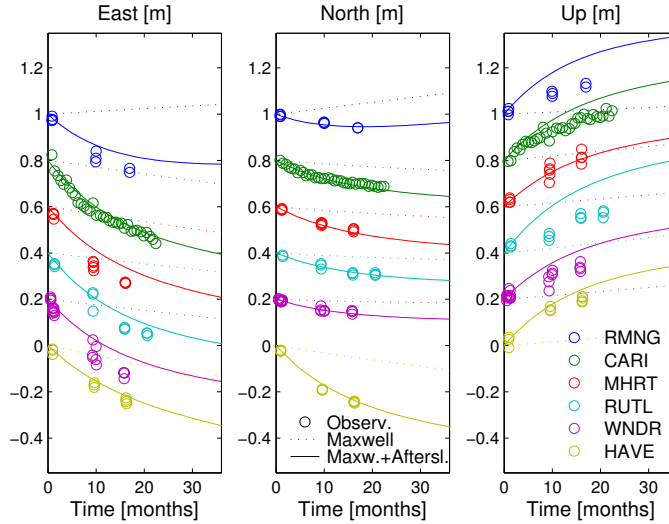 East [m]
North [m]
Up [m]
1.2
1
0.8
0.6
0.4
0.2
0
−0.2
−0.4
0 10 20 30
Time [months]
1.2
1
0.8
0.6
0.4
0.2
0
−0.2
−0.4
Observ.
Maxwell
Maxw.+Aftersl.
0 10 20 30
Time [months]
1.2
1
0.8
0.6
0.4
0.2
0
−0.2
−0.4
RMNG
CARI
MHRT
RUTL
WNDR
HAVE
0 10 20 30
Time [months]